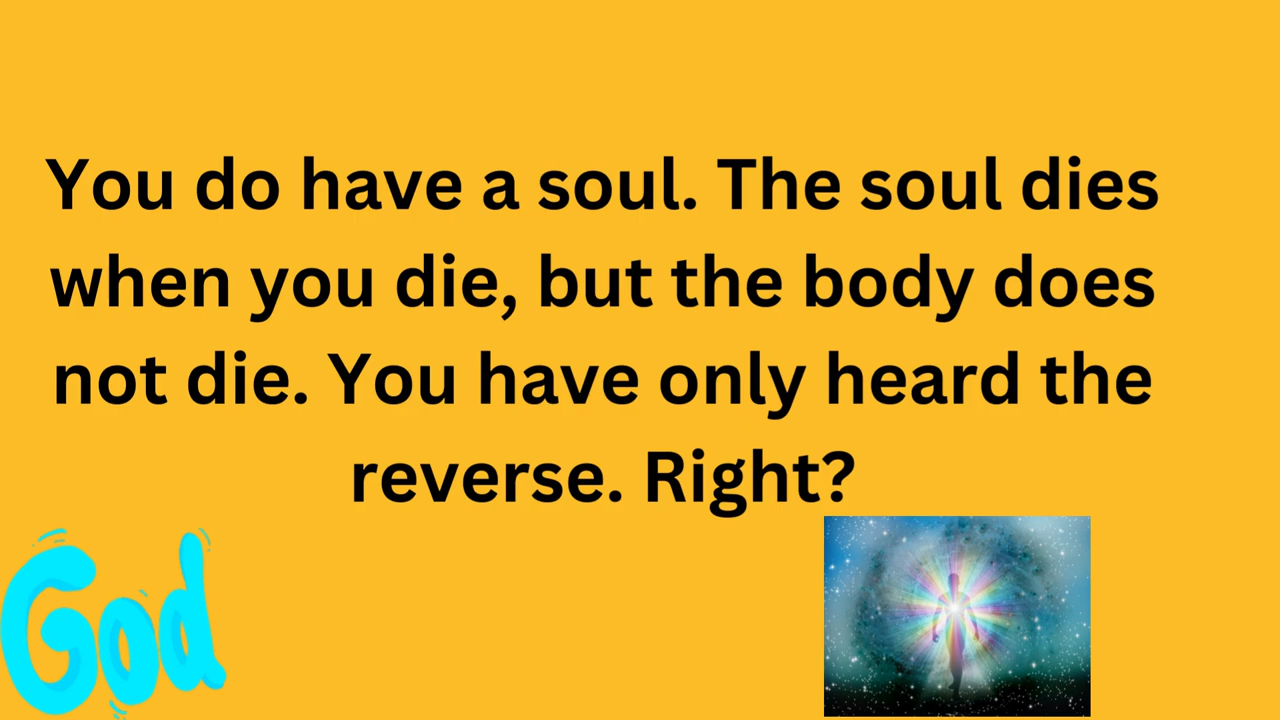 You do have a soul. The soul dies
when you die, but the body does
not die. You have only heard the
reverse. Right?
God